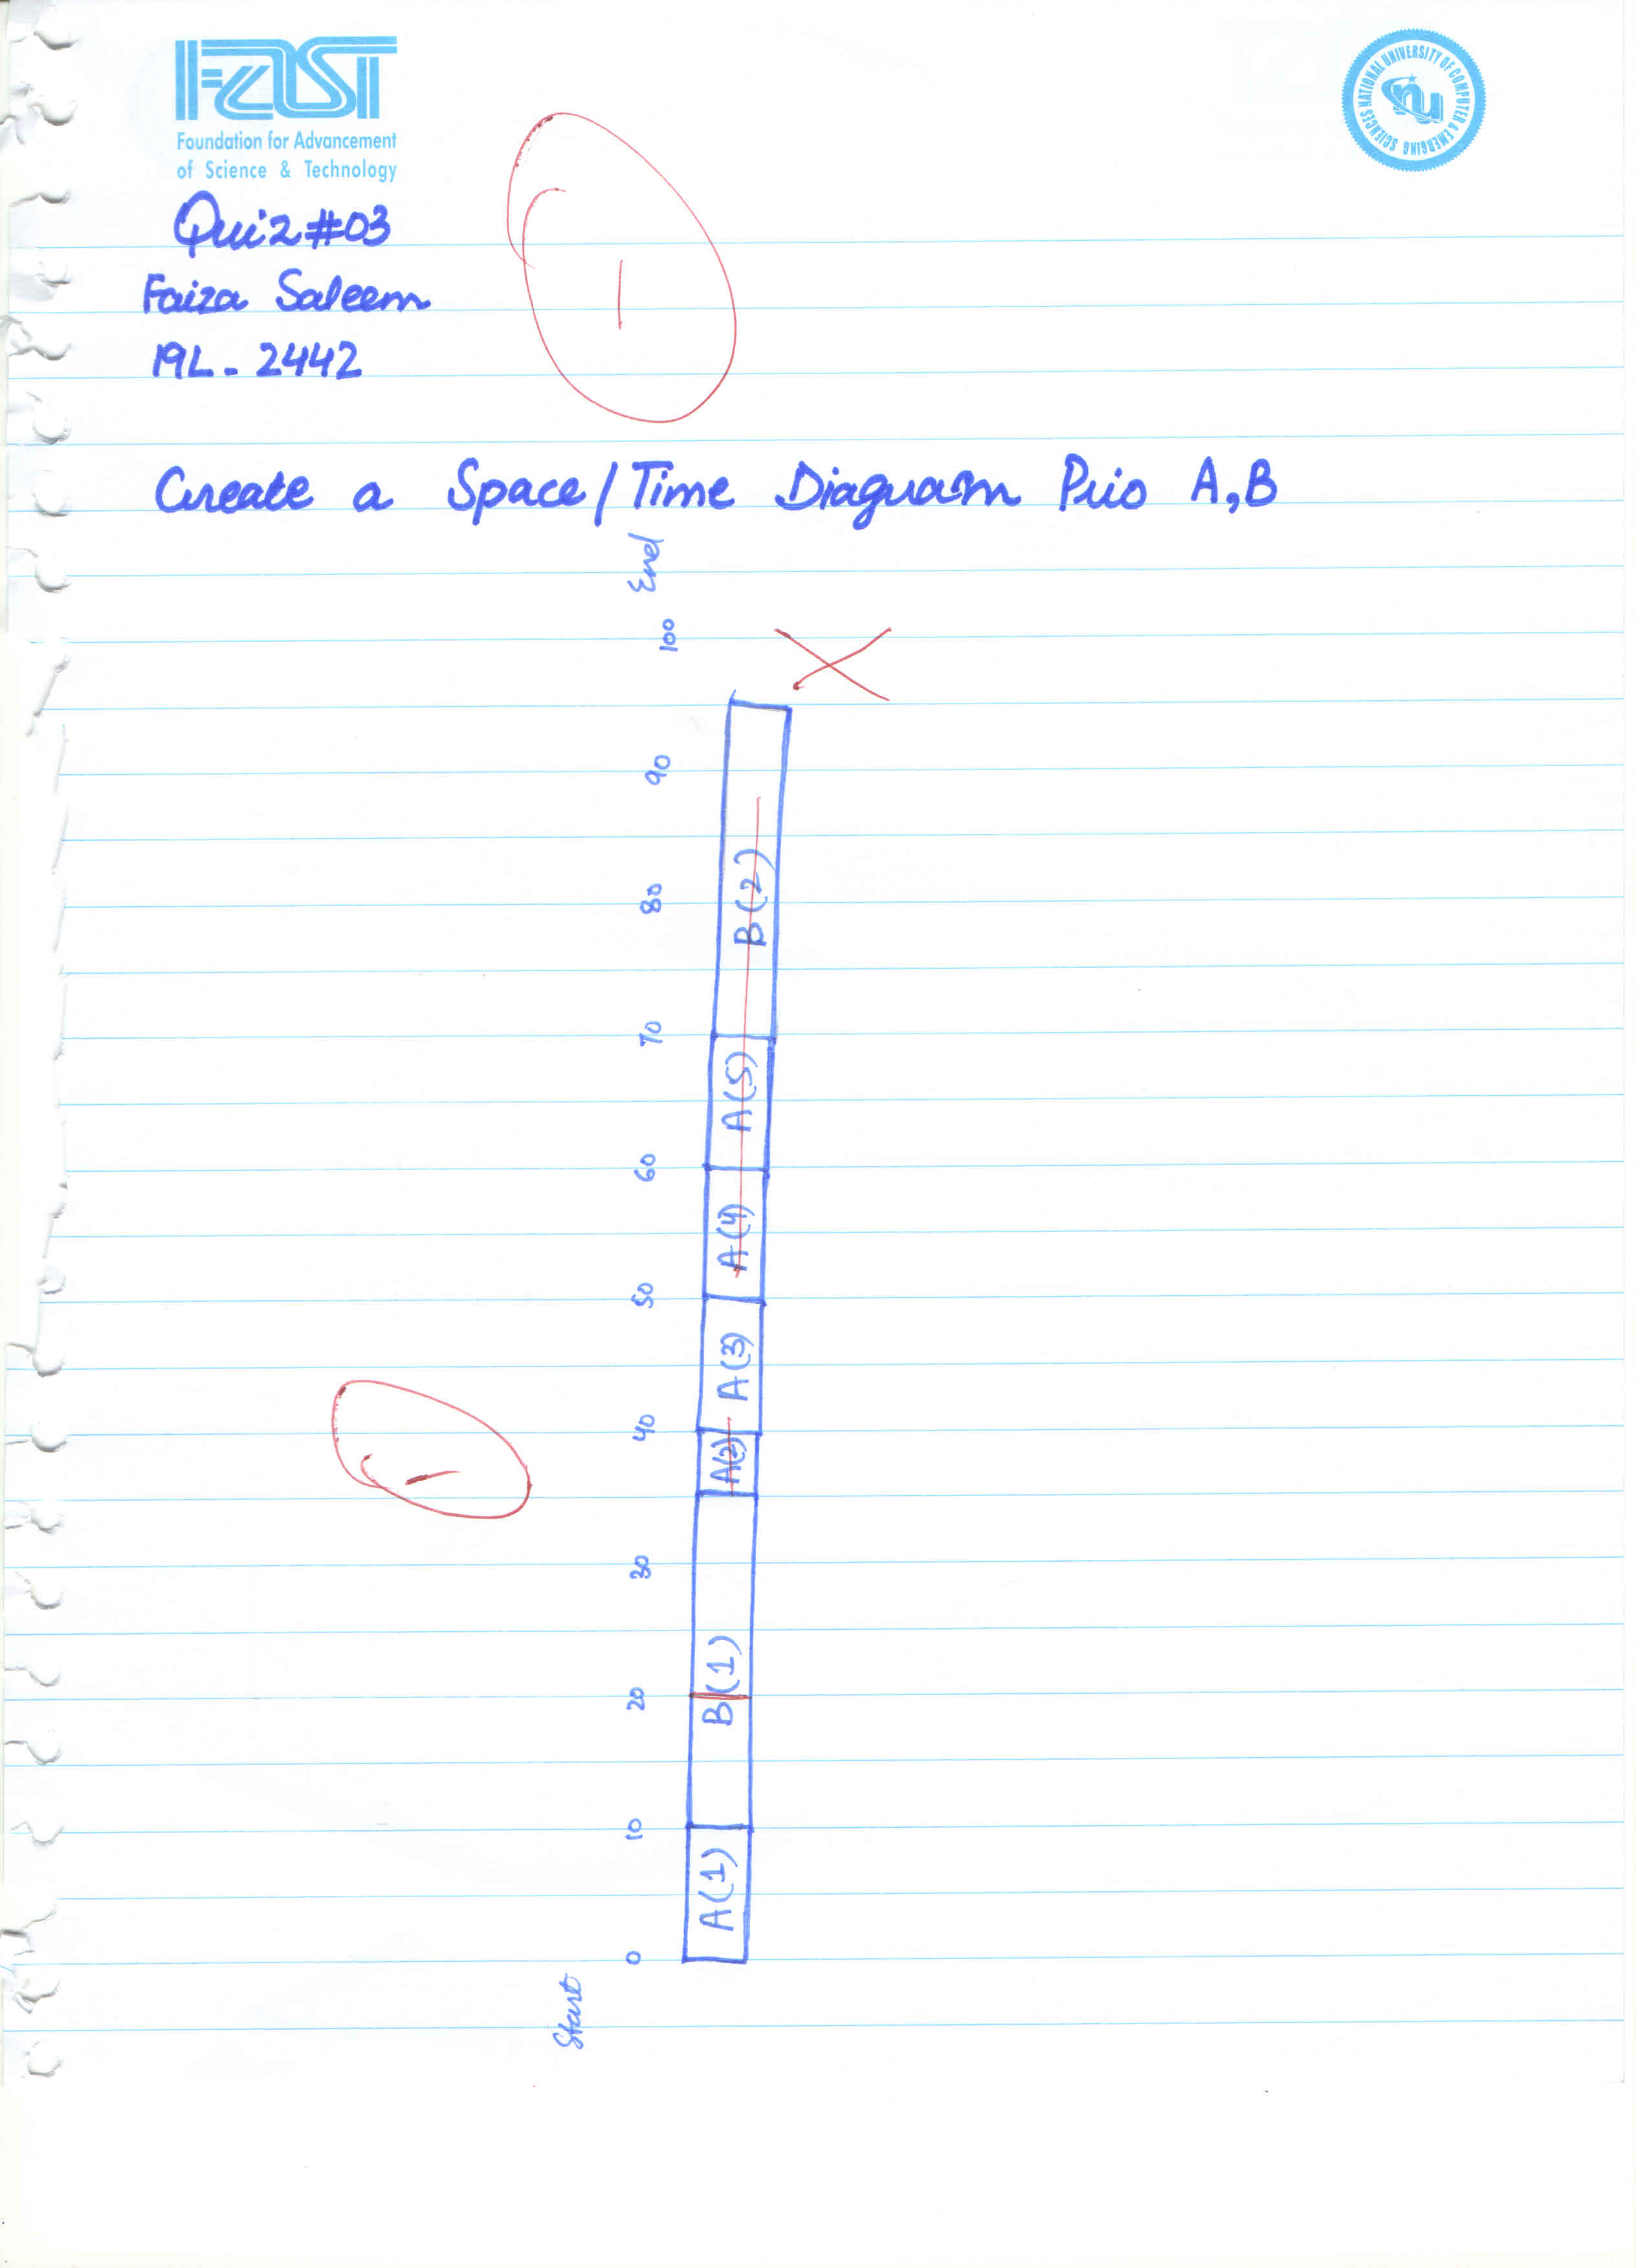 FAST
Foundation for Advancement
of Science & Technology
NATIONAL UNIVERSITY OF COMPUTER & EMERGING SCIENCES
nu
Quiz #03
Faiza Saleem
19L-2442
1
Create a Space/Time Diagram Prio A,B
Start
0 10 20 30 40 50 60 70 80 90 100 End
A(1) B(1) A(2) A(3) A(4) A(5) B(2)
1